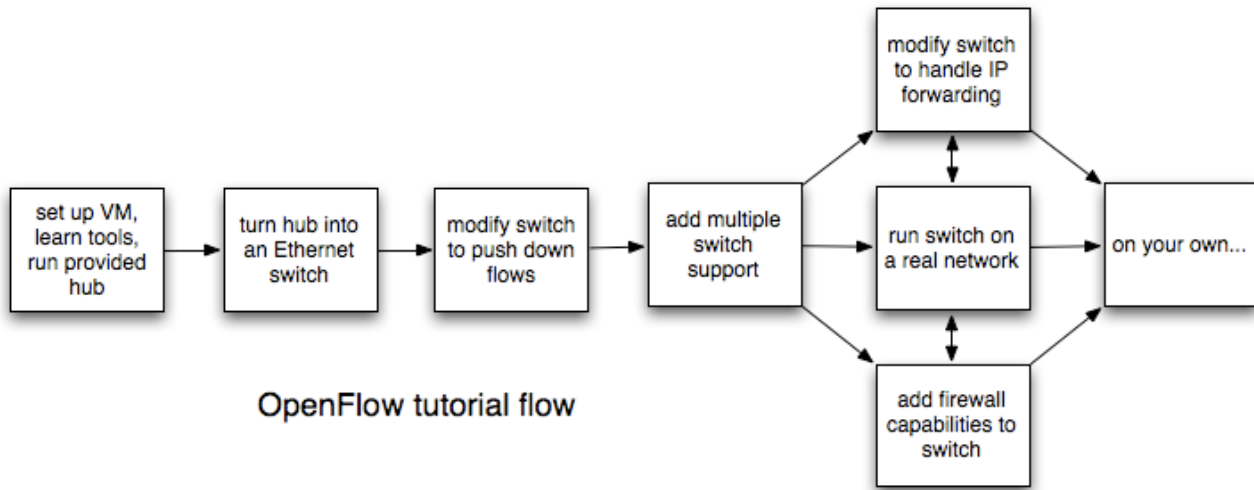 set up VM,
learn tools,
run provided
hub
turn hub into
an Ethernet
switch
modify switch
to push down
flows
add multiple
switch
support
modify switch
to handle IP
forwarding
run switch on
a real network
add firewall
capabilities to
switch
on your own...
OpenFlow tutorial flow